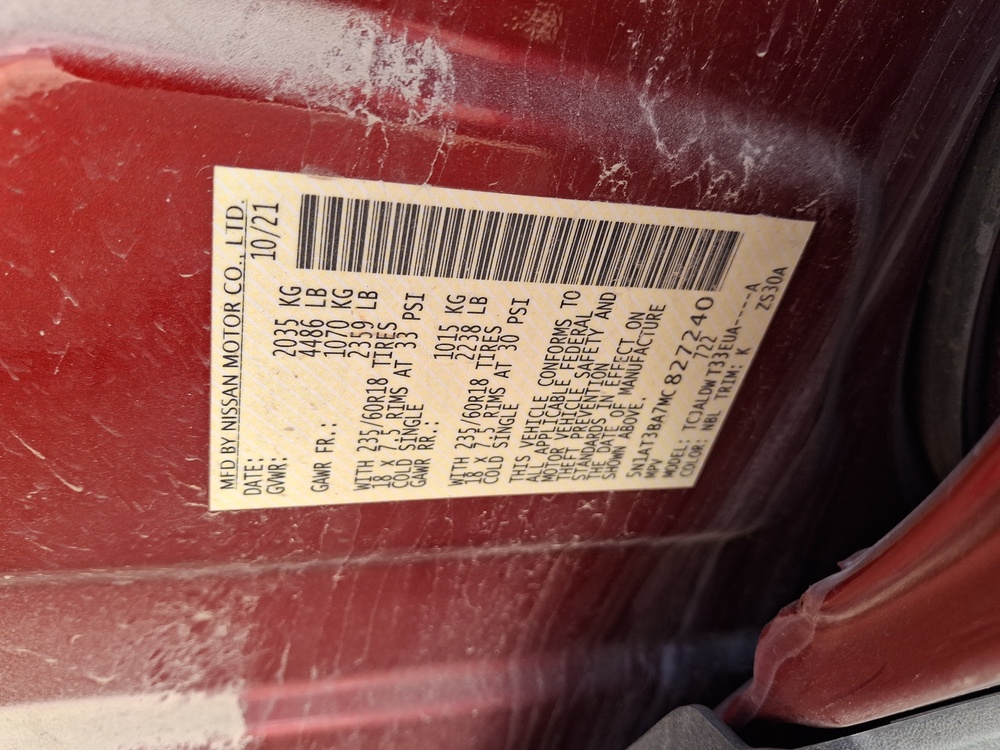 MFD BY NISSAN MOTOR CO., LTD.
DATE: 10/21
GVWR: 2035 KG
4486 LB
GAWR FR.: 1070 KG
2359 LB
WITH 235/60R18 TIRES
18 x 7.5 RIMS AT 33 PSI
COLD SINGLE
GAWR RR.: 1015 KG
2238 LB
WITH 235/60R18 TIRES
18 x 7.5 RIMS AT 30 PSI
COLD SINGLE
THIS VEHICLE CONFORMS TO
ALL APPLICABLE FEDERAL
MOTOR VEHICLE SAFETY AND
THEFT PREVENTION
STANDARDS IN EFFECT ON
THE DATE OF MANUFACTURE
SHOWN ABOVE.
5N1AT3BA7MC827240
MPV 722
MODEL: TCJALDWT33EUA----A
COLOR: NBL TRIM: K ZS30A